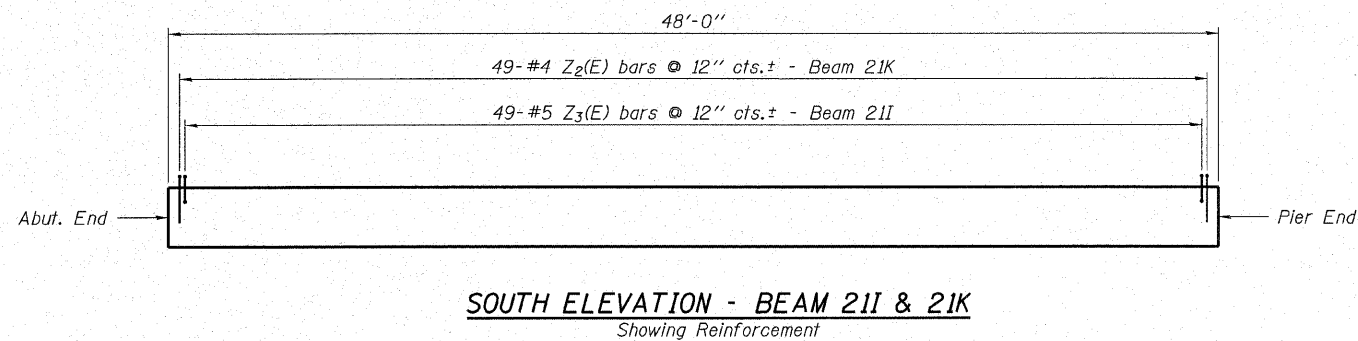 48'-0"
49-#4 Z2(E) bars @ 12" cts.± - Beam 21K
49-#5 Z3(E) bars @ 12" cts.± - Beam 21I
Abut. End
Pier End
SOUTH ELEVATION - BEAM 21I & 21K
Showing Reinforcement